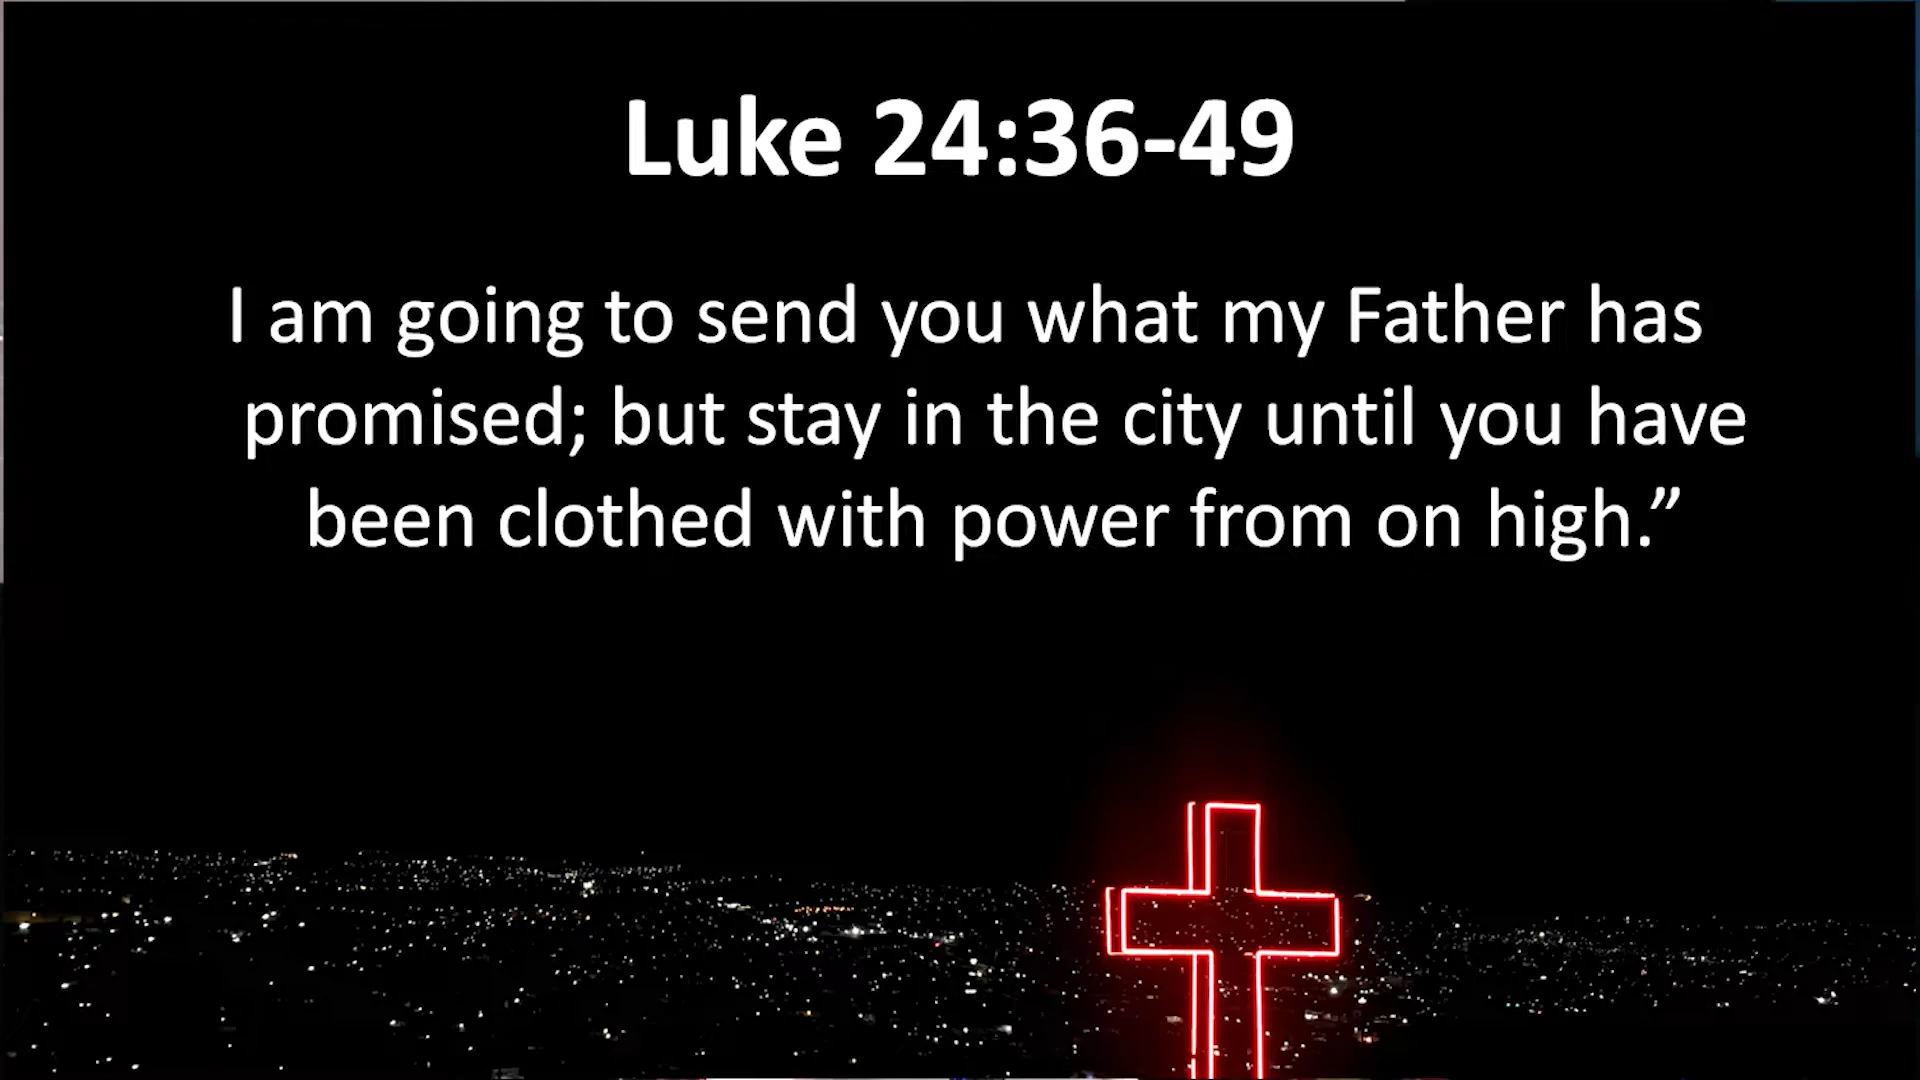 Luke 24:36-49
I am going to send you what my Father has
promised; but stay in the city until you have
been clothed with power from on high.”